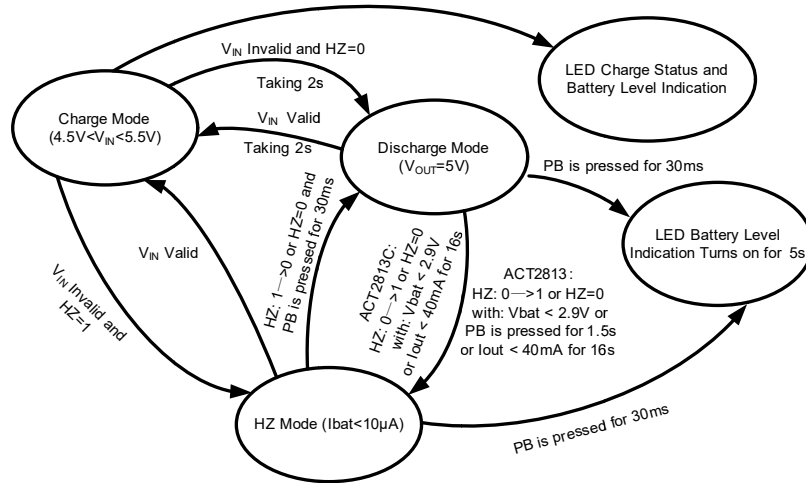 V_IN Invalid and HZ=0
Taking 2s
LED Charge Status and
Battery Level Indication
Charge Mode
(4.5V<V_IN<5.5V)
V_IN Valid
Taking 2s
Discharge Mode
(V_OUT=5V)
PB is pressed for 30ms
LED Battery Level
Indication Turns on for 5s
V_IN Valid
HZ: 1—>0 or HZ=0 and
PB is pressed for 30ms
ACT2813C:
HZ: 0—>1 or HZ=0
with: Vbat < 2.9V
or Iout < 40mA for 16s
ACT2813:
HZ: 0—>1 or HZ=0
with: Vbat < 2.9V or
PB is pressed for 1.5s
or Iout < 40mA for 16s
V_IN Invalid and
HZ=1
HZ Mode (Ibat<10µA)
PB is pressed for 30ms